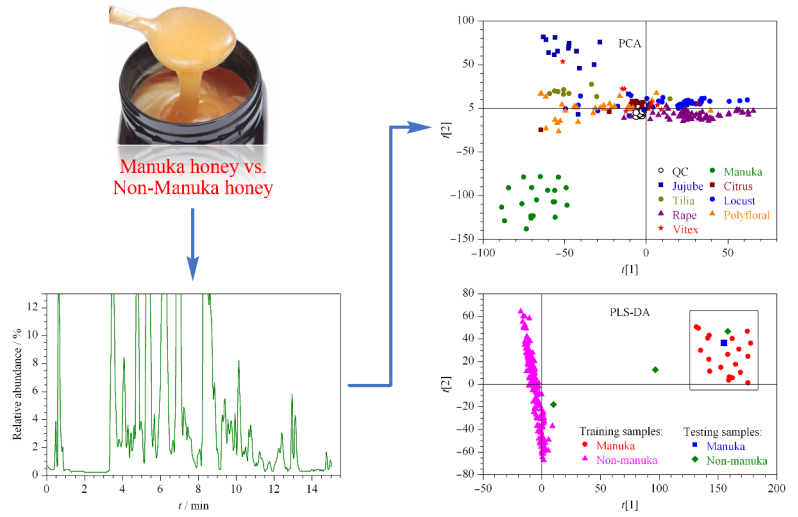 Manuka honey vs.
Non-Manuka honey
Relative abundance / %
12
10
8
6
4
2
0
0 2 4 6 8 10 12 14
t / min
PCA
t[2]
100
50
5
−50
−100
−150
QC Manuka
Jujube Citrus
Tilia Locust
Rape Polyfloral
Vitex
−100 −50 0 50 100
t[1]
PLS-DA
t[2]
80
60
40
20
0
−20
−40
−60
−80
Training samples: Testing samples:
Manuka Manuka
Non-manuka Non-manuka
−50 0 50 100 150 200
t[1]